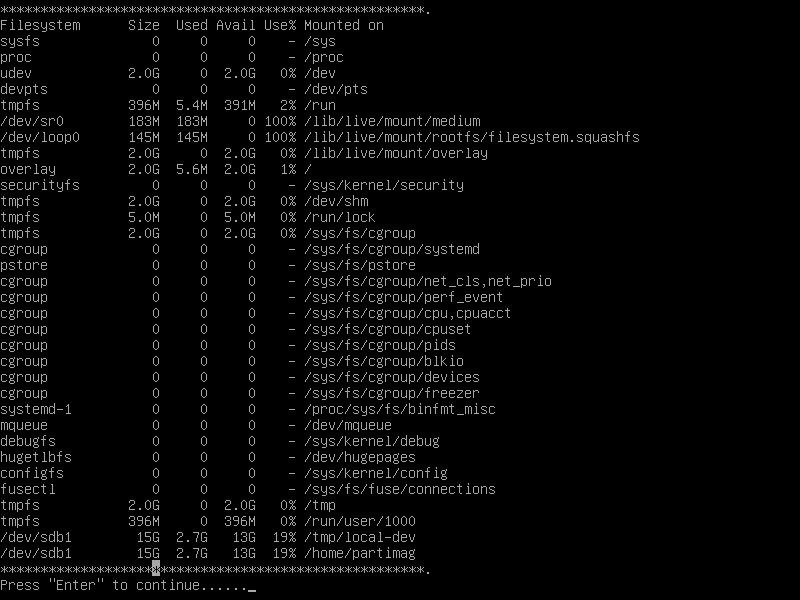 *****************************************************.
Filesystem      Size  Used Avail Use% Mounted on
sysfs              0     0     0    - /sys
proc               0     0     0    - /proc
udev            2.0G     0  2.0G   0% /dev
devpts             0     0     0    - /dev/pts
tmpfs           396M  5.4M  391M   2% /run
/dev/sr0        183M  183M     0 100% /lib/live/mount/medium
/dev/loop0      145M  145M     0 100% /lib/live/mount/rootfs/filesystem.squashfs
tmpfs           2.0G     0  2.0G   0% /lib/live/mount/overlay
overlay         2.0G  5.6M  2.0G   1% /
securityfs         0     0     0    - /sys/kernel/security
tmpfs           2.0G     0  2.0G   0% /dev/shm
tmpfs           5.0M     0  5.0M   0% /run/lock
tmpfs           2.0G     0  2.0G   0% /sys/fs/cgroup
cgroup             0     0     0    - /sys/fs/cgroup/systemd
pstore             0     0     0    - /sys/fs/pstore
cgroup             0     0     0    - /sys/fs/cgroup/net_cls,net_prio
cgroup             0     0     0    - /sys/fs/cgroup/perf_event
cgroup             0     0     0    - /sys/fs/cgroup/cpu,cpuacct
cgroup             0     0     0    - /sys/fs/cgroup/cpuset
cgroup             0     0     0    - /sys/fs/cgroup/pids
cgroup             0     0     0    - /sys/fs/cgroup/blkio
cgroup             0     0     0    - /sys/fs/cgroup/devices
cgroup             0     0     0    - /sys/fs/cgroup/freezer
systemd-1          0     0     0    - /proc/sys/fs/binfmt_misc
mqueue             0     0     0    - /dev/mqueue
debugfs            0     0     0    - /sys/kernel/debug
hugetlbfs          0     0     0    - /dev/hugepages
configfs           0     0     0    - /sys/kernel/config
fusectl            0     0     0    - /sys/fs/fuse/connections
tmpfs           2.0G     0  2.0G   0% /tmp
tmpfs           396M     0  396M   0% /run/user/1000
/dev/sdb1        15G  2.7G   13G  19% /tmp/local-dev
/dev/sdb1        15G  2.7G   13G  19% /home/partimag
*****************************************************.
Press "Enter" to continue......_